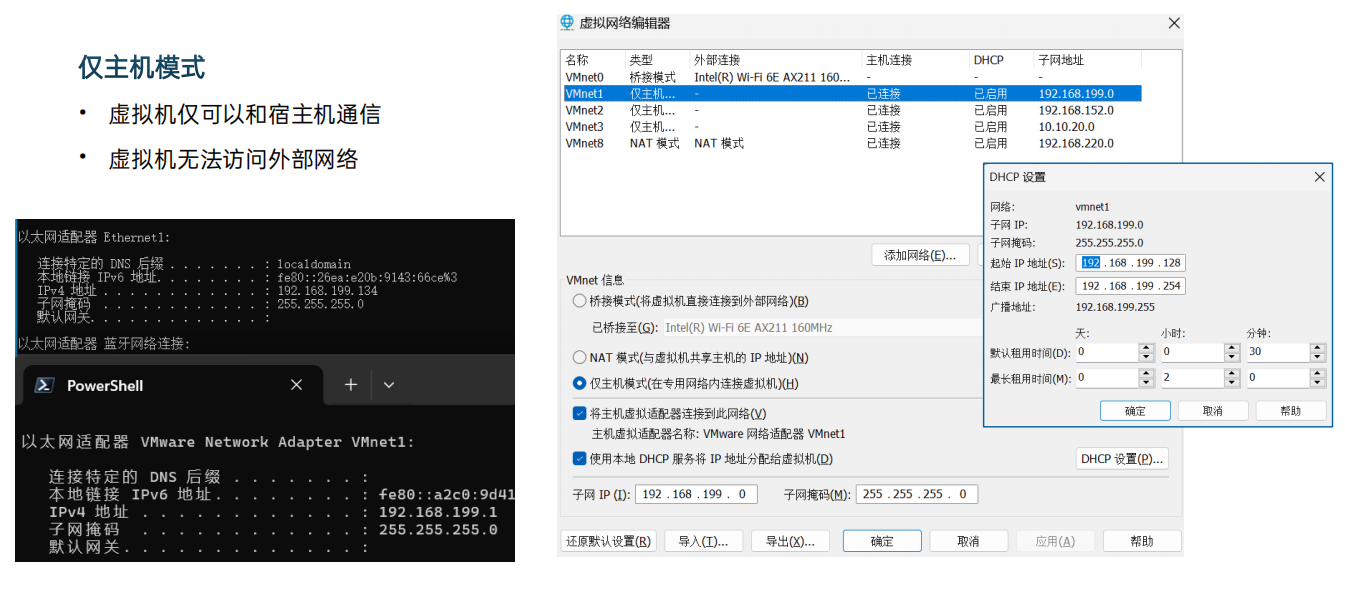 仅主机模式
• 虚拟机仅可以和宿主机通信
• 虚拟机无法访问外部网络
以太网适配器 Ethernet1:
连接特定的 DNS 后缀 . . . . . . . : localdomain
本地链接 IPv6 地址. . . . . . . . : fe80::26ea:e20b:9143:66ce%3
IPv4 地址 . . . . . . . . . . . . : 192.168.199.134
子网掩码 . . . . . . . . . . . . : 255.255.255.0
默认网关. . . . . . . . . . . . . :
以太网适配器 蓝牙网络连接:
PowerShell
以太网适配器 VMware Network Adapter VMnet1:
连接特定的 DNS 后缀 . . . . . . . :
本地链接 IPv6 地址. . . . . . . . : fe80::a2c0:9d41
IPv4 地址 . . . . . . . . . . . . : 192.168.199.1
子网掩码 . . . . . . . . . . . . : 255.255.255.0
默认网关. . . . . . . . . . . . . :
虚拟网络编辑器
名称 类型 外部连接 主机连接 DHCP 子网地址
VMnet0 桥接模式 Intel(R) Wi-Fi 6E AX211 160... - - -
VMnet1 仅主机... - 已连接 已启用 192.168.199.0
VMnet2 仅主机... - 已连接 已启用 192.168.152.0
VMnet3 仅主机... - 已连接 已启用 10.10.20.0
VMnet8 NAT 模式 NAT 模式 已连接 已启用 192.168.220.0
添加网络(E)...
VMnet 信息
桥接模式(将虚拟机直接连接到外部网络)(B)
已桥接至(G): Intel(R) Wi-Fi 6E AX211 160MHz
NAT 模式(与虚拟机共享主机的 IP 地址)(N)
仅主机模式(在专用网络内连接虚拟机)(H)
将主机虚拟适配器连接到此网络(V)
主机虚拟适配器名称: VMware 网络适配器 VMnet1
使用本地 DHCP 服务将 IP 地址分配给虚拟机(D)
DHCP 设置(P)...
子网 IP (I): 192 . 168 . 199 . 0 子网掩码(M): 255 . 255 . 255 . 0
还原默认设置(R) 导入(T)... 导出(X)... 确定 取消 应用(A) 帮助
DHCP 设置
网络: vmnet1
子网 IP: 192.168.199.0
子网掩码: 255.255.255.0
起始 IP 地址(S): 192 . 168 . 199 . 128
结束 IP 地址(E): 192 . 168 . 199 . 254
广播地址: 192.168.199.255
天: 小时: 分钟:
默认租用时间(D): 0 0 30
最长租用时间(M): 0 2 0
确定 取消 帮助